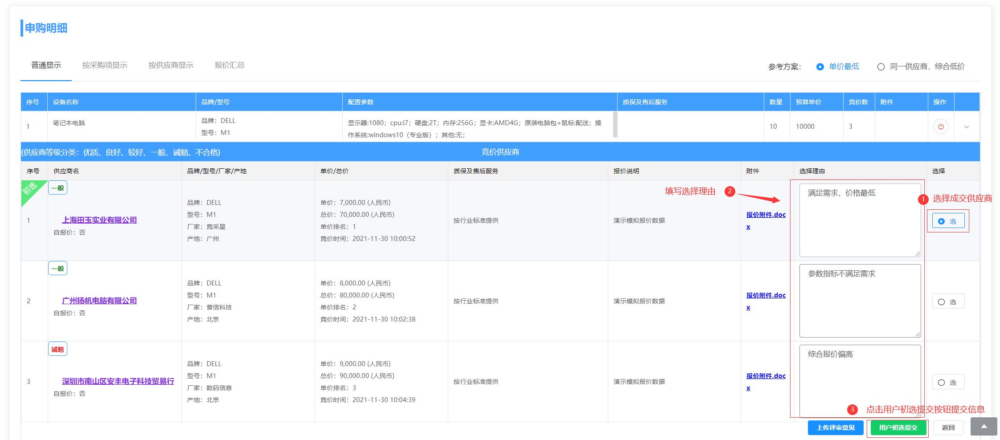 申购明细
普通显示 按采购项显示 按供应商显示 报价汇总 参考方案： 单价最低 同一供应商，综合低价
序号 设备名称 品牌/型号 配置参数 质保及售后服务 数量 预算单价 竞价数 附件 操作
1 笔记本电脑 品牌：DELL 显示器:1080；cpu:i7；硬盘:2T；内存:256G；显卡:AMD4G；原装电脑包+鼠标:配送；操 10 10000 3
型号：M1 作系统:windows10（专业版）；其他:无；
(供应商等级分类：优质、良好、较好、一般、诫勉、不合格) 竞价供应商
序号 供应商名 品牌/型号/厂家/产地 单价/总价 质保及售后服务 报价说明 附件 选择理由 选择
初选 一般 填写选择理由 2 满足需求，价格最低 1 选择成交供应商
品牌：DELL 单价：7,000.00 (人民币)
型号：M1 总价：70,000.00 (人民币) 报价附件.doc
1 上海田玉实业有限公司 按行业标准提供 演示模拟报价数据 选
厂家：竞采星 单价排名：1 x
自报价：否
产地：广州 竞价时间：2021-11-30 10:00:52
一般 参数指标不满足需求
品牌：DELL 单价：8,000.00 (人民币)
型号：M1 总价：80,000.00 (人民币) 报价附件.doc
2 广州扬帆电脑有限公司 按行业标准提供 演示模拟报价数据 选
厂家：普信科技 单价排名：2 x
自报价：否
产地：北京 竞价时间：2021-11-30 10:02:38
诫勉 综合报价偏高
品牌：DELL 单价：9,000.00 (人民币)
型号：M1 总价：90,000.00 (人民币) 报价附件.doc
3 深圳市南山区安丰电子科技贸易行 按行业标准提供 演示模拟报价数据 选
厂家：数码信息 单价排名：3 x
自报价：否
产地：北京 竞价时间：2021-11-30 10:04:39
3 点击用户初选提交按钮提交信息
上传评审意见 用户初选提交 返回